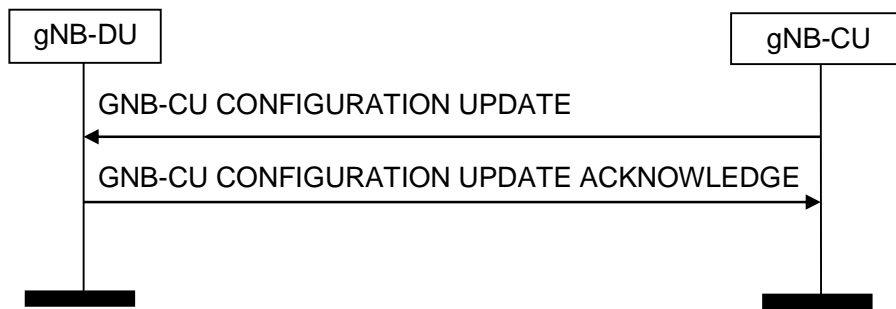 gNB-DU
gNB-CU
GNB-CU CONFIGURATION UPDATE
GNB-CU CONFIGURATION UPDATE ACKNOWLEDGE